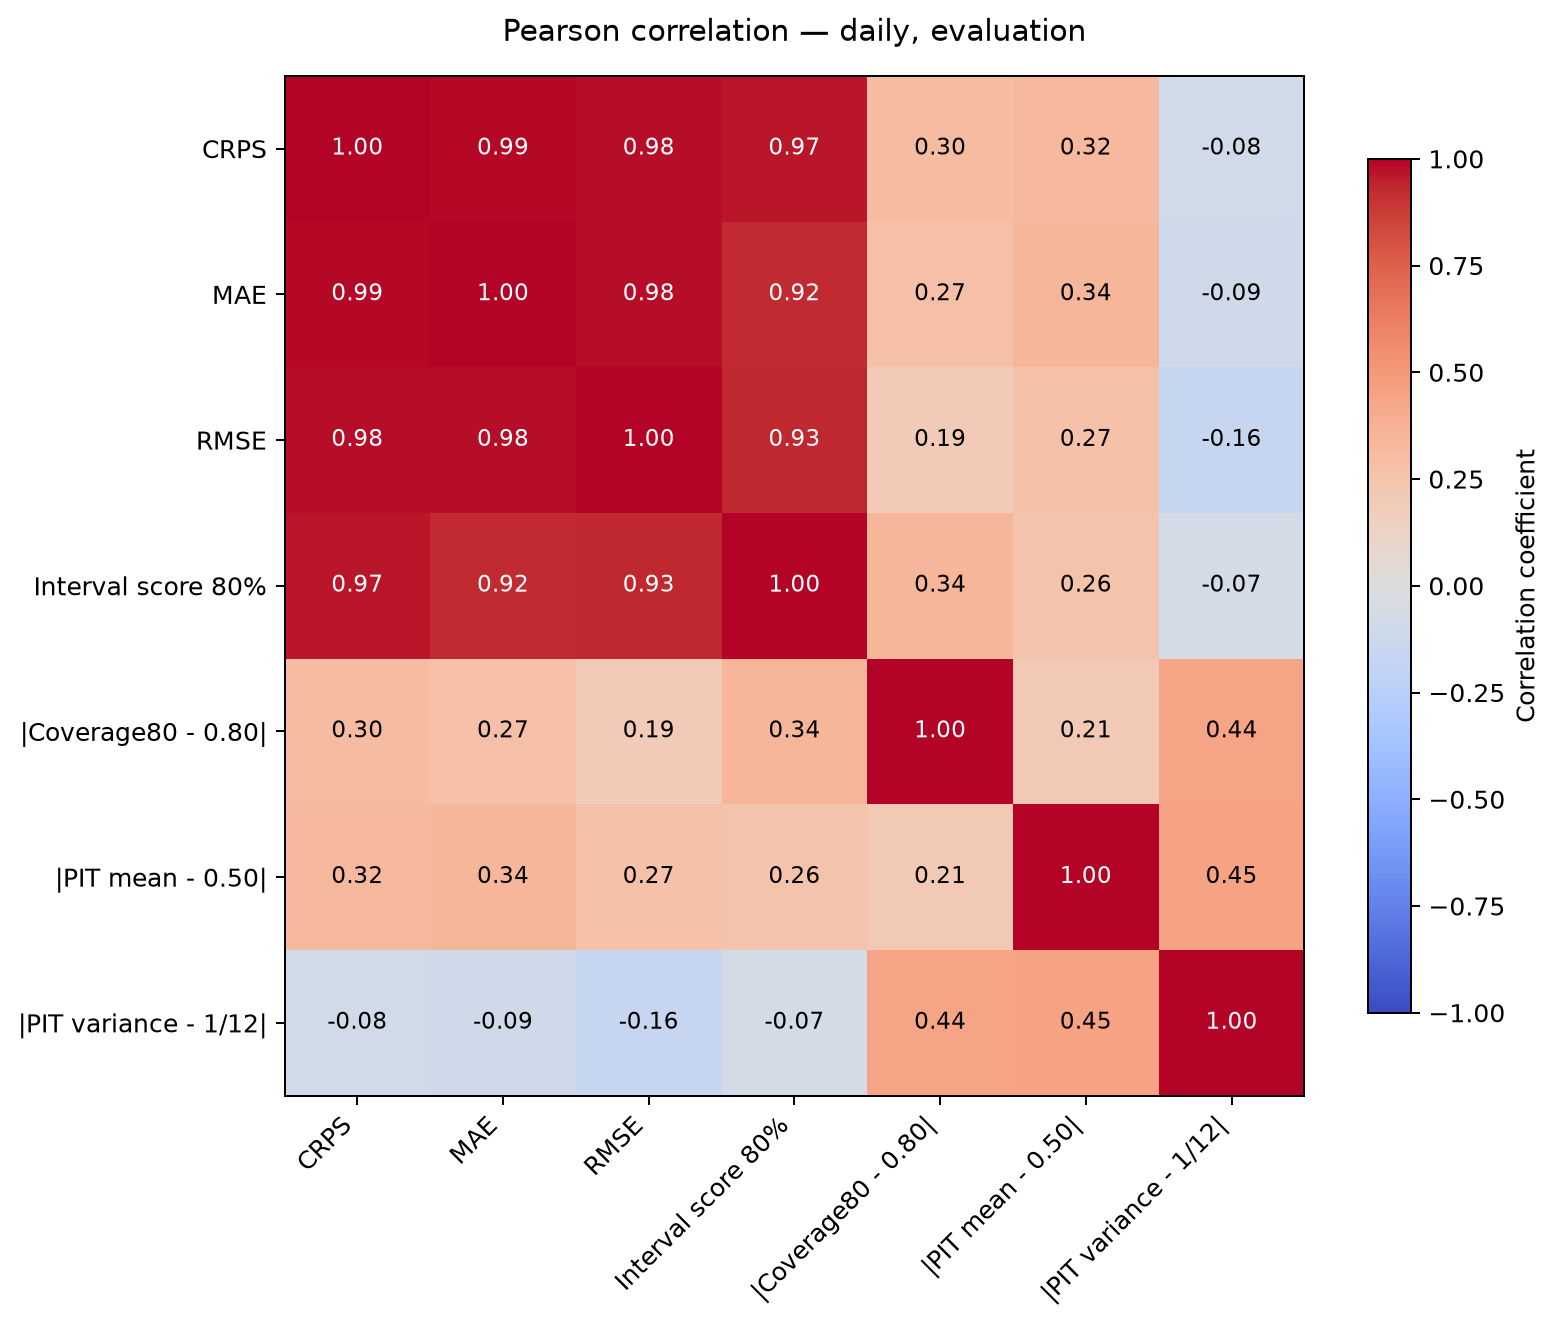 Pearson correlation — daily, evaluation
CRPS 1.00 0.99 0.98 0.97 0.30 0.32 -0.08
MAE 0.99 1.00 0.98 0.92 0.27 0.34 -0.09
RMSE 0.98 0.98 1.00 0.93 0.19 0.27 -0.16
Interval score 80% 0.97 0.92 0.93 1.00 0.34 0.26 -0.07
|Coverage80 - 0.80| 0.30 0.27 0.19 0.34 1.00 0.21 0.44
|PIT mean - 0.50| 0.32 0.34 0.27 0.26 0.21 1.00 0.45
|PIT variance - 1/12| -0.08 -0.09 -0.16 -0.07 0.44 0.45 1.00
CRPS
MAE
RMSE
Interval score 80%
|Coverage80 - 0.80|
|PIT mean - 0.50|
|PIT variance - 1/12|
1.00
0.75
0.50
0.25
0.00
−0.25
−0.50
−0.75
−1.00
Correlation coefficient